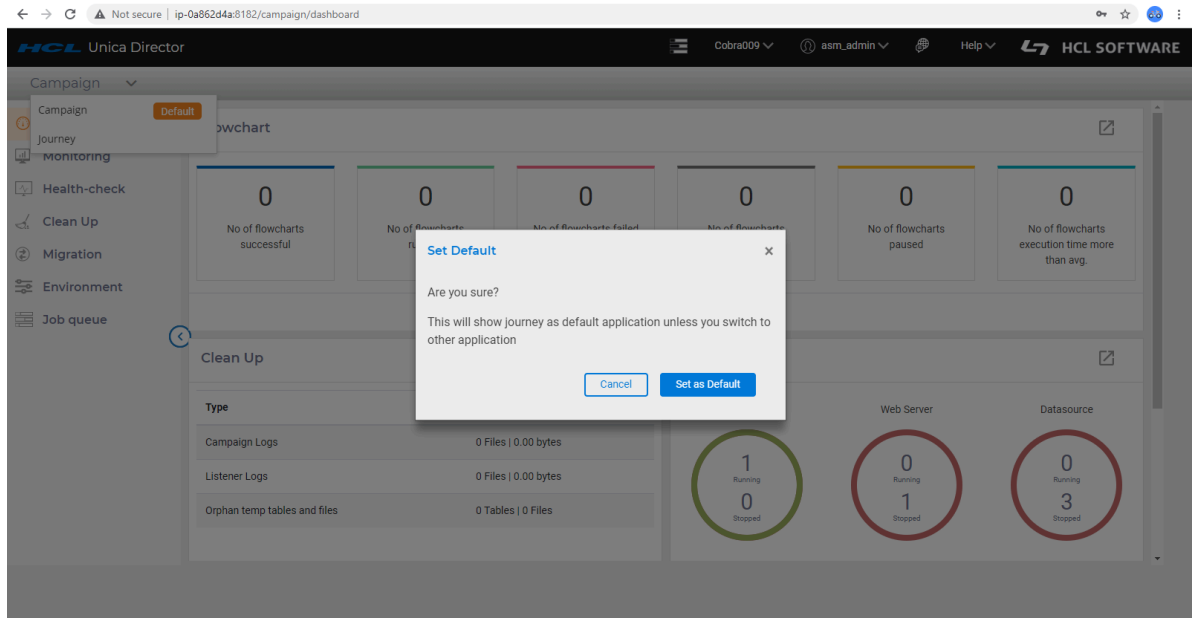 Not secure | ip-0a862d4a:8182/campaign/dashboard
HCL Unica Director
Cobra009
asm_admin
Help
HCL SOFTWARE
Campaign
Campaign
Default
Journey
Monitoring
Health-check
Clean Up
Migration
Environment
Job queue
owchart
0
No of flowcharts
successful
0
No of flowcharts
0
No of flowcharts failed
0
No of flowcharts
0
No of flowcharts
paused
0
No of flowcharts
execution time more
than avg.
Set Default
×
Are you sure?
This will show journey as default application unless you switch to
other application
Cancel
Set as Default
Clean Up
Type
Campaign Logs
0 Files | 0.00 bytes
Listener Logs
0 Files | 0.00 bytes
Orphan temp tables and files
0 Tables | 0 Files
1
Running
0
Stopped
Web Server
0
Running
1
Stopped
Datasource
0
Running
3
Stopped